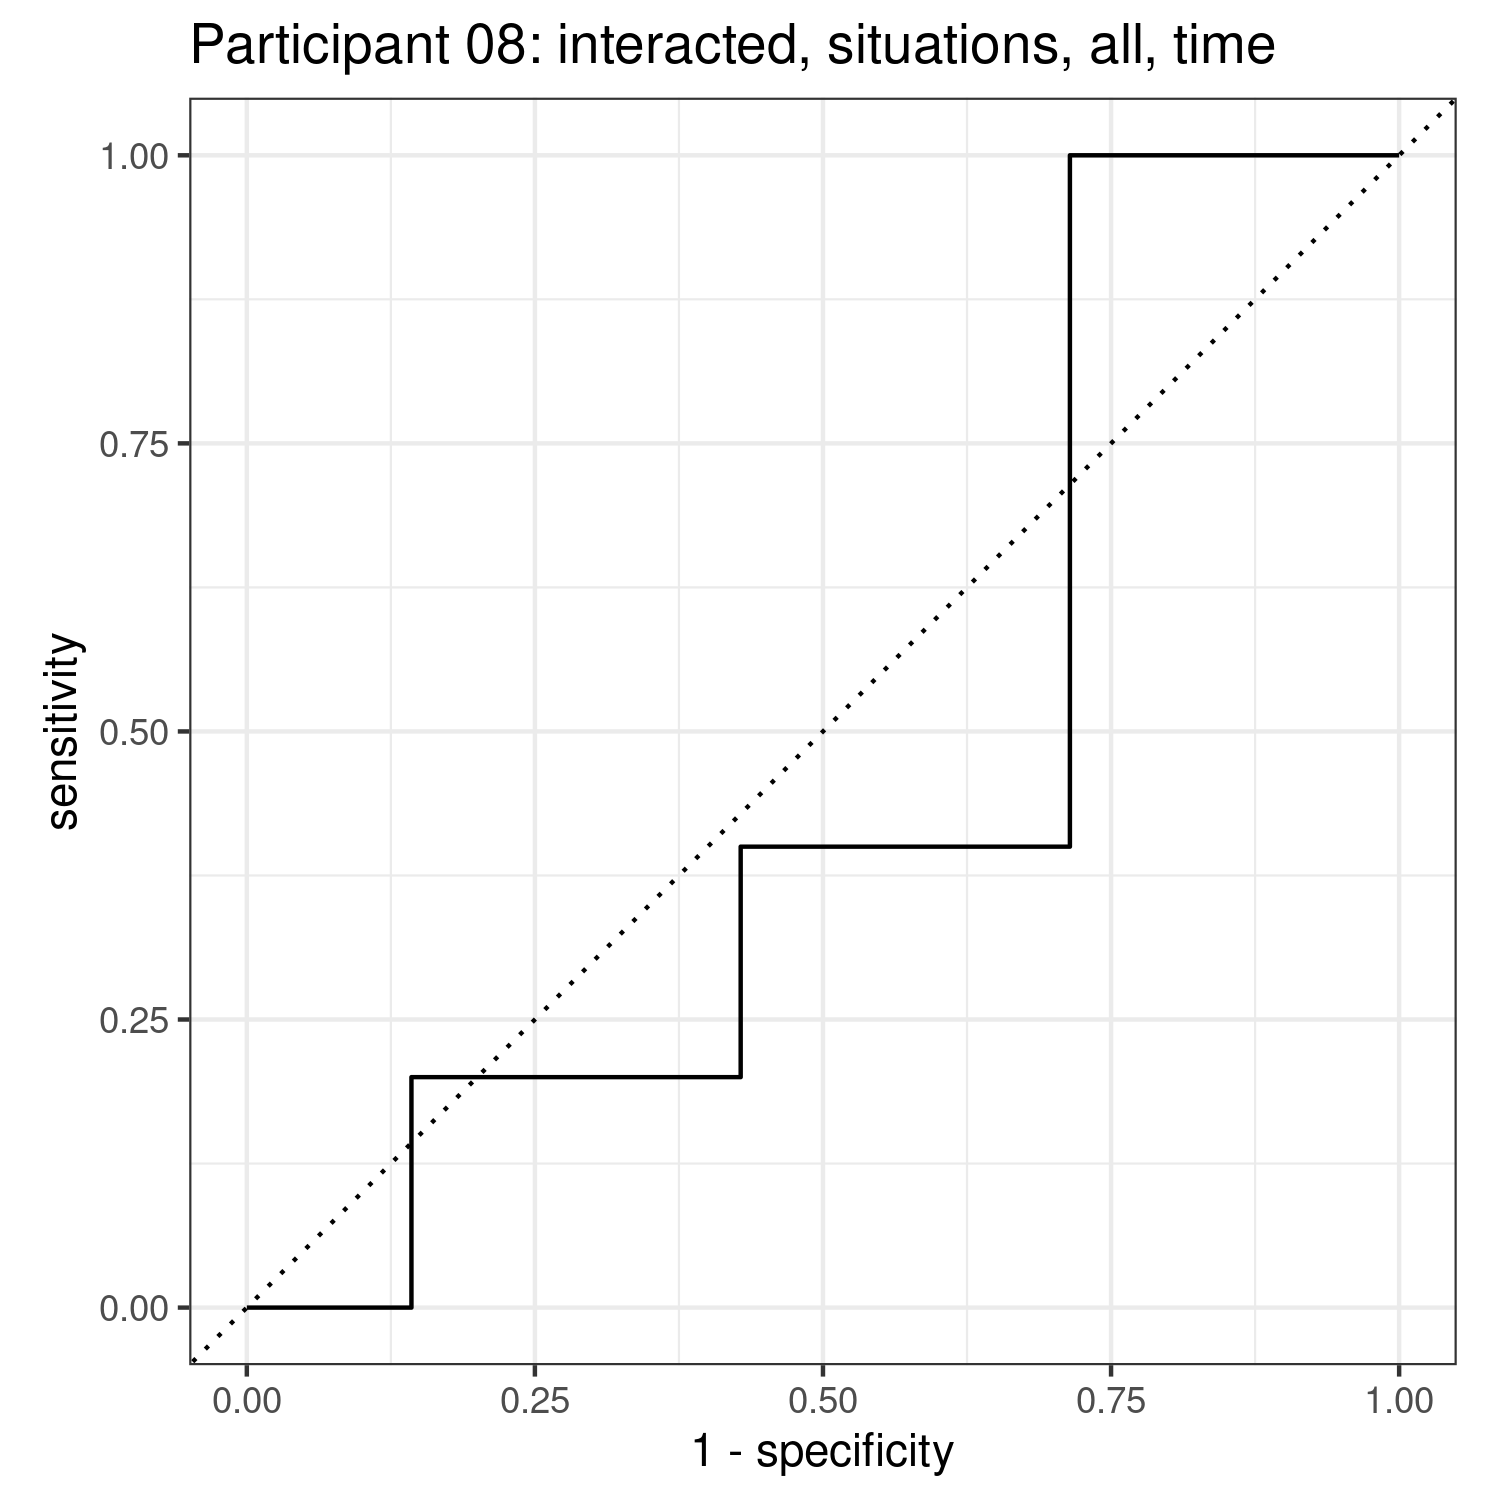 Participant 08: interacted, situations, all, time
1.00
0.75
0.50
0.25
0.00
sensitivity
0.00 0.25 0.50 0.75 1.00
1 - specificity